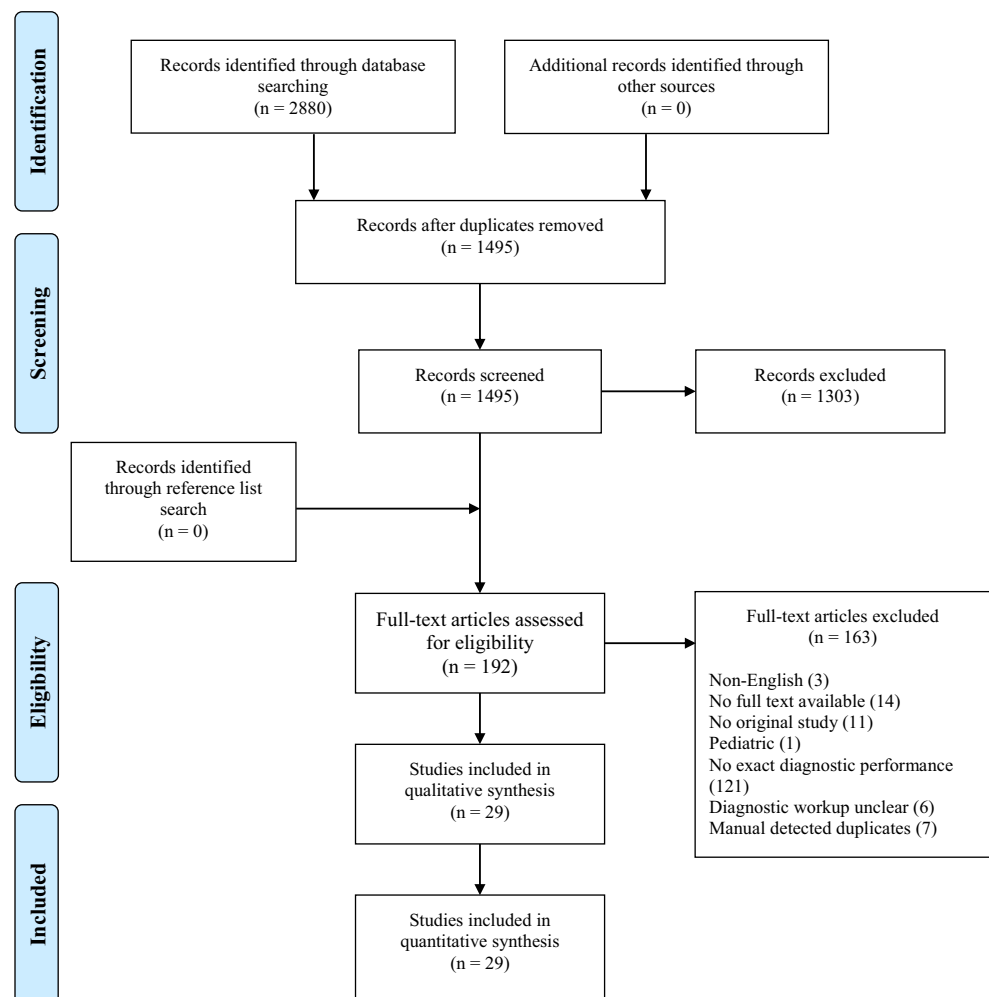 Identification
Records identified through database
searching
(n = 2880)
Additional records identified through
other sources
(n = 0)
Records after duplicates removed
(n = 1495)
Screening
Records screened
(n = 1495)
Records excluded
(n = 1303)
Records identified
through reference list
search
(n = 0)
Eligibility
Full-text articles assessed
for eligibility
(n = 192)
Full-text articles excluded
(n = 163)
Non-English (3)
No full text available (14)
No original study (11)
Pediatric (1)
No exact diagnostic performance
(121)
Diagnostic workup unclear (6)
Manual detected duplicates (7)
Studies included in
qualitative synthesis
(n = 29)
Included
Studies included in
quantitative synthesis
(n = 29)